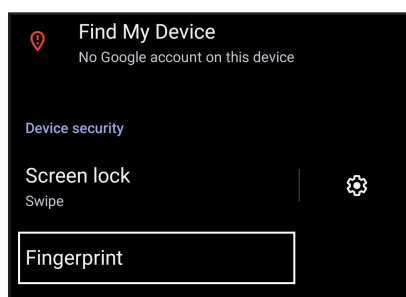 Find My Device
No Google account on this device
Device security
Screen lock
Swipe
Fingerprint